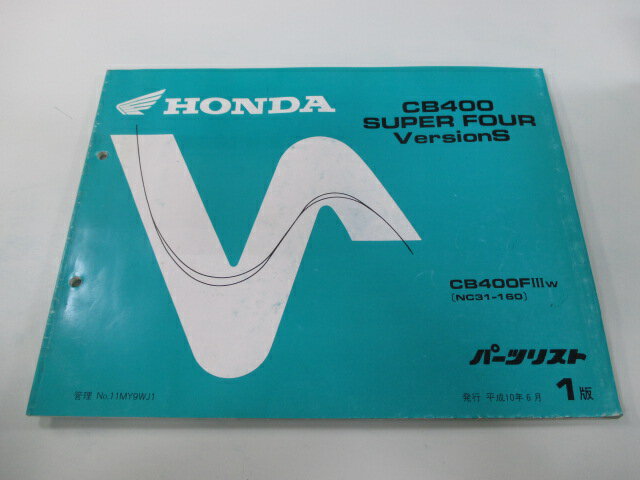 HONDA
CB400
SUPER FOUR
VersionS
CB400FⅢW
(NC31-160)
パーツリスト
管理 No.11MY9WJ1
発行 平成10年6月 1版